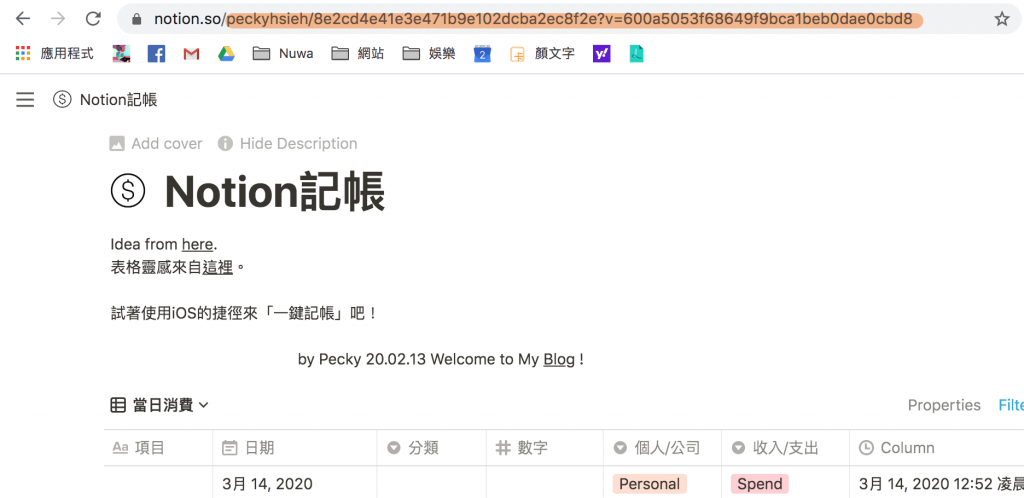 notion.so/peckyhsieh/8e2cd4e41e3e471b9e102dcba2ec8f2e?v=600a5053f68649f9bca1beb0dae0cbd8
應用程式 Nuwa 網站 娛樂 2 顏文字 y!
Notion記帳
Add cover Hide Description
Notion記帳
Idea from here.
表格靈感來自這裡。
試著使用iOS的捷徑來「一鍵記帳」吧！
by Pecky 20.02.13 Welcome to My Blog !
當日消費 Properties Filte
Aa 項目 日期 分類 數字 個人/公司 收入/支出 Column
3月 14, 2020 Personal Spend 3月 14, 2020 12:52 凌晨